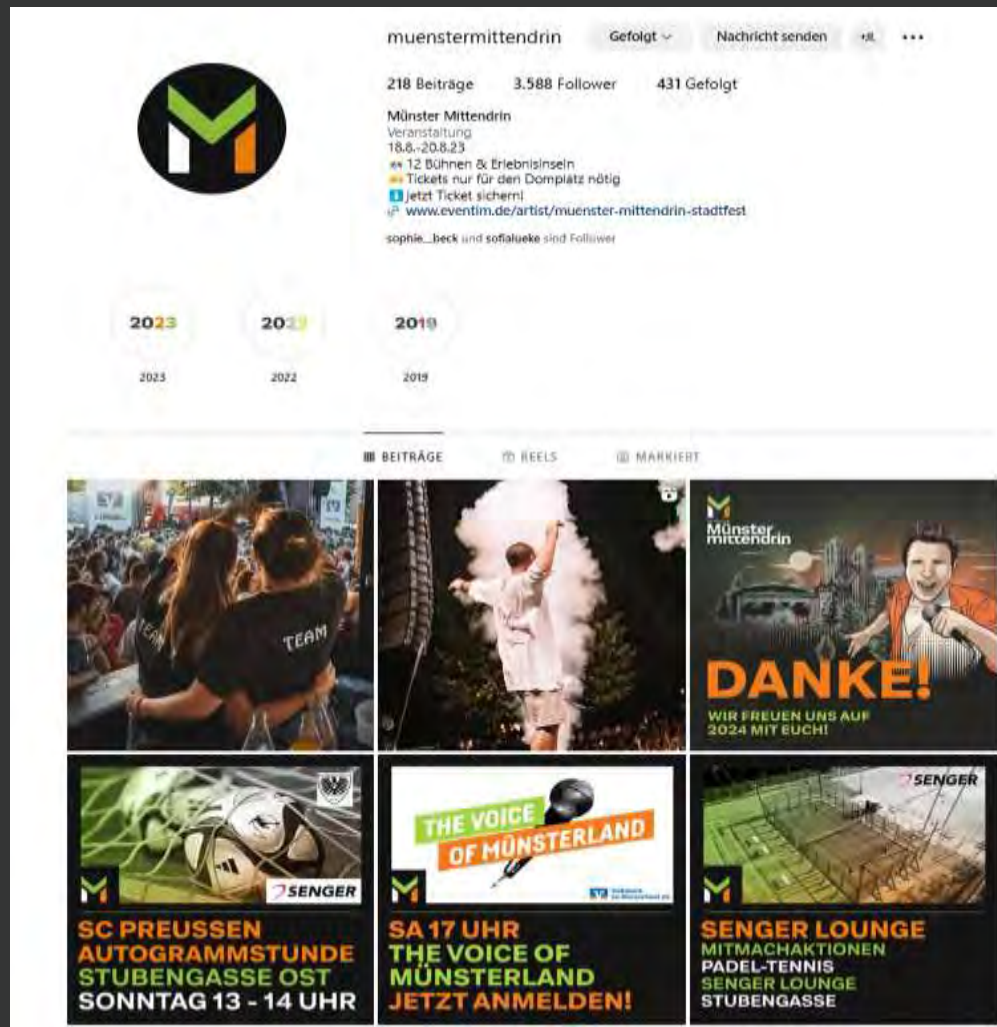 muenstermittendrin Gefolgt Nachricht senden
218 Beiträge 3.588 Follower 431 Gefolgt
Münster Mittendrin
Veranstaltung
18.8.-20.8.23
12 Bühnen & Erlebnisinseln
Tickets nur für den Domplatz nötig
Jetzt Ticket sichern!
www.eventim.de/artist/muenster-mittendrin-stadtfest
sophie__beck und sofialueke sind Follower
2023 2022 2019
2023 2022 2019
BEITRÄGE REELS MARKIERT
TEAM
TEAM
Münster
mittendrin
DANKE!
WIR FREUEN UNS AUF
2024 MIT EUCH!
SENGER
SC PREUSSEN
AUTOGRAMMSTUNDE
STUBENGASSE OST
SONNTAG 13 - 14 UHR
THE VOICE
OF MÜNSTERLAND
SA 17 UHR
THE VOICE OF
MÜNSTERLAND
JETZT ANMELDEN!
SENGER
SENGER LOUNGE
MITMACHAKTIONEN
PADEL-TENNIS
SENGER LOUNGE
STUBENGASSE